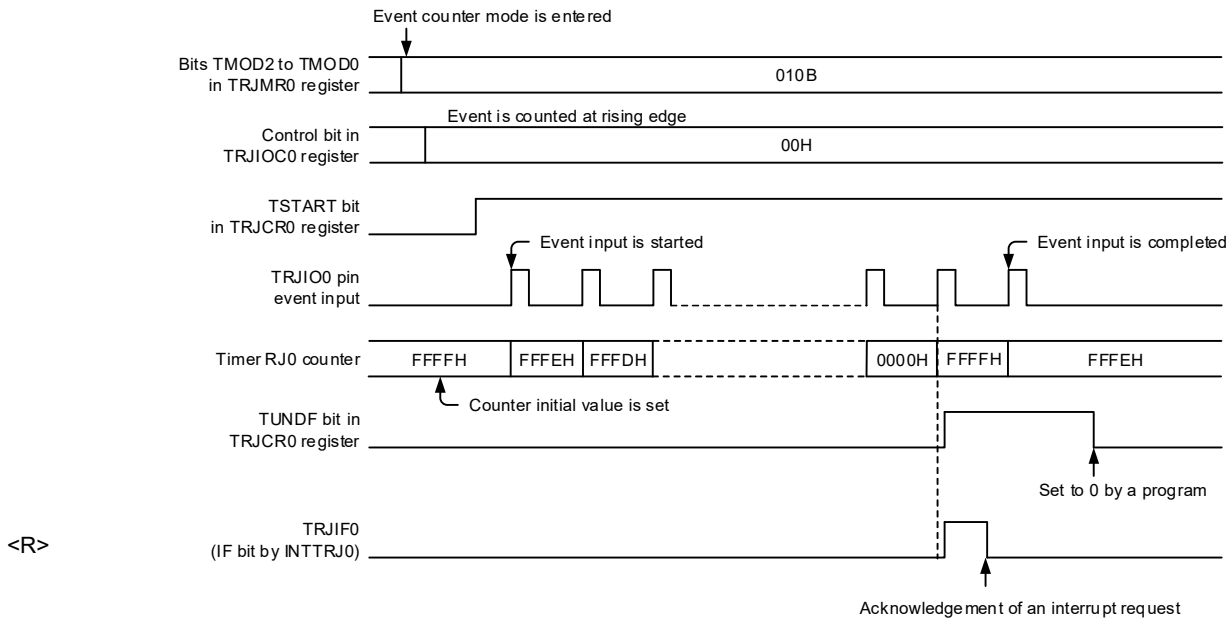 Event counter mode is entered
Bits TMOD2 to TMOD0
in TRJMR0 register
010B
Event is counted at rising edge
Control bit in
TRJIOC0 register
00H
TSTART bit
in TRJCR0 register
Event input is started
Event input is completed
TRJIO0 pin
event input
Timer RJ0 counter
FFFFH
FFFEH
FFFDH
0000H
FFFFH
FFFEH
Counter initial value is set
TUNDF bit in
TRJCR0 register
Set to 0 by a program
<R>
TRJIF0
(IF bit by INTTRJ0)
Acknowledgement of an interrupt request